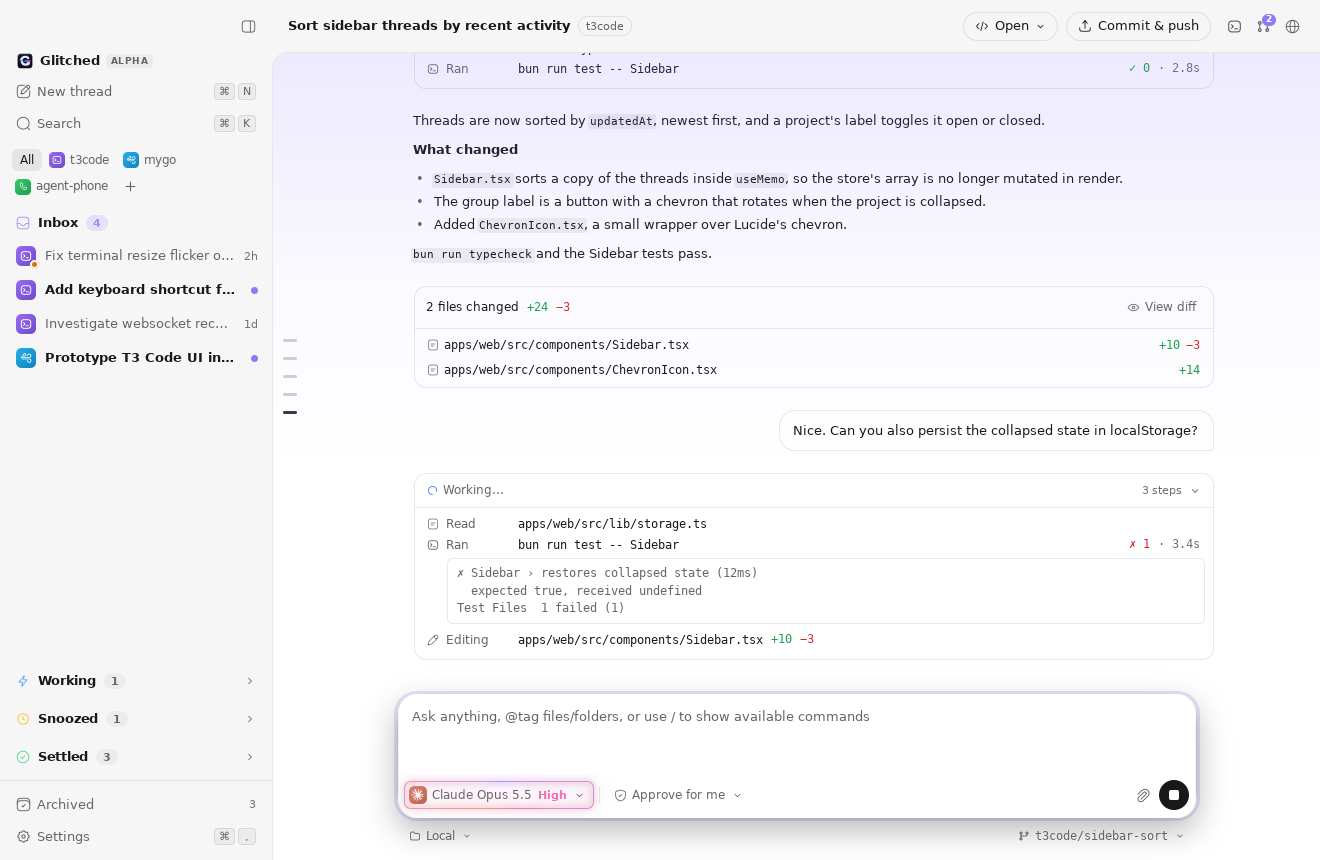 Sort sidebar threads by recent activity t3code
Open
Commit & push
2
Glitched ALPHA
New thread ⌘ N
Search ⌘ K
All t3code mygo
agent-phone
Inbox 4
Fix terminal resize flicker o... 2h
Add keyboard shortcut f...
Investigate websocket rec... 1d
Prototype T3 Code UI in...
Working 1
Snoozed 1
Settled 3
Archived 3
Settings ⌘ ,
Ran bun run test -- Sidebar ✓ 0 · 2.8s
Threads are now sorted by updatedAt, newest first, and a project's label toggles it open or closed.
What changed
• Sidebar.tsx sorts a copy of the threads inside useMemo, so the store's array is no longer mutated in render.
• The group label is a button with a chevron that rotates when the project is collapsed.
• Added ChevronIcon.tsx, a small wrapper over Lucide's chevron.
bun run typecheck and the Sidebar tests pass.
2 files changed +24 −3 View diff
apps/web/src/components/Sidebar.tsx +10 −3
apps/web/src/components/ChevronIcon.tsx +14
Nice. Can you also persist the collapsed state in localStorage?
Working... 3 steps
Read apps/web/src/lib/storage.ts
Ran bun run test -- Sidebar ✗ 1 · 3.4s
✗ Sidebar › restores collapsed state (12ms)
expected true, received undefined
Test Files 1 failed (1)
Editing apps/web/src/components/Sidebar.tsx +10 −3
Ask anything, @tag files/folders, or use / to show available commands
Claude Opus 5.5 High
Approve for me
Local
t3code/sidebar-sort